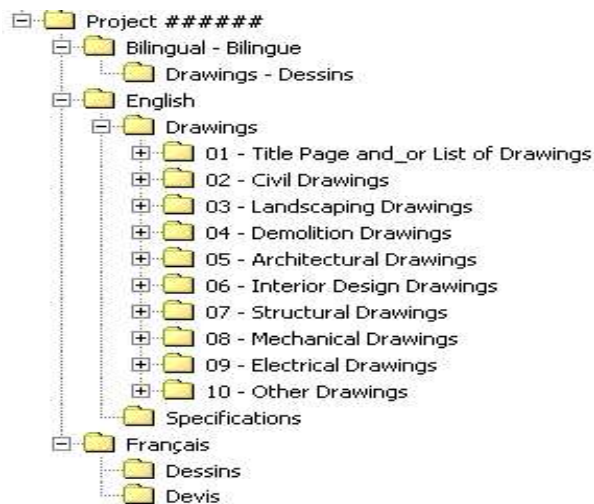 Project ######
Bilingual - Bilingue
Drawings - Dessins
English
Drawings
01 - Title Page and_or List of Drawings
02 - Civil Drawings
03 - Landscaping Drawings
04 - Demolition Drawings
05 - Architectural Drawings
06 - Interior Design Drawings
07 - Structural Drawings
08 - Mechanical Drawings
09 - Electrical Drawings
10 - Other Drawings
Specifications
Français
Dessins
Devis